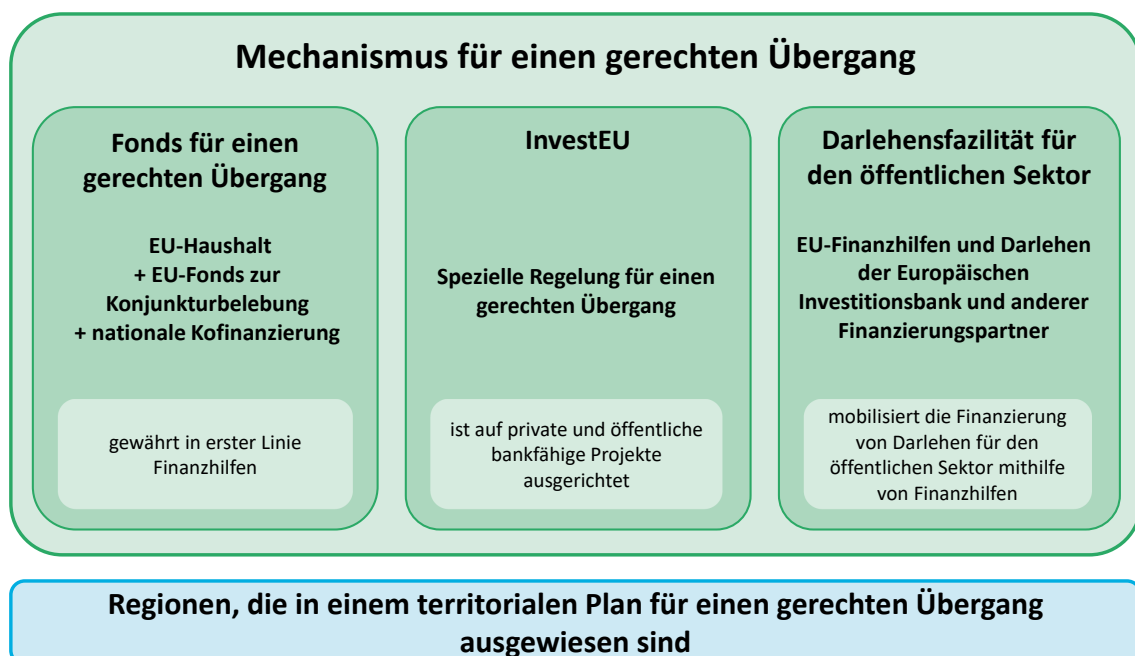 Mechanismus für einen gerechten Übergang
Fonds für einen
gerechten Übergang
EU-Haushalt
+ EU-Fonds zur
Konjunkturbelebung
+ nationale Kofinanzierung
gewährt in erster Linie
Finanzhilfen
InvestEU
Spezielle Regelung für einen
gerechten Übergang
ist auf private und öffentliche
bankfähige Projekte
ausgerichtet
Darlehensfazilität für
den öffentlichen Sektor
EU-Finanzhilfen und Darlehen
der Europäischen
Investitionsbank und anderer
Finanzierungspartner
mobilisiert die Finanzierung
von Darlehen für den
öffentlichen Sektor mithilfe
von Finanzhilfen
Regionen, die in einem territorialen Plan für einen gerechten Übergang
ausgewiesen sind